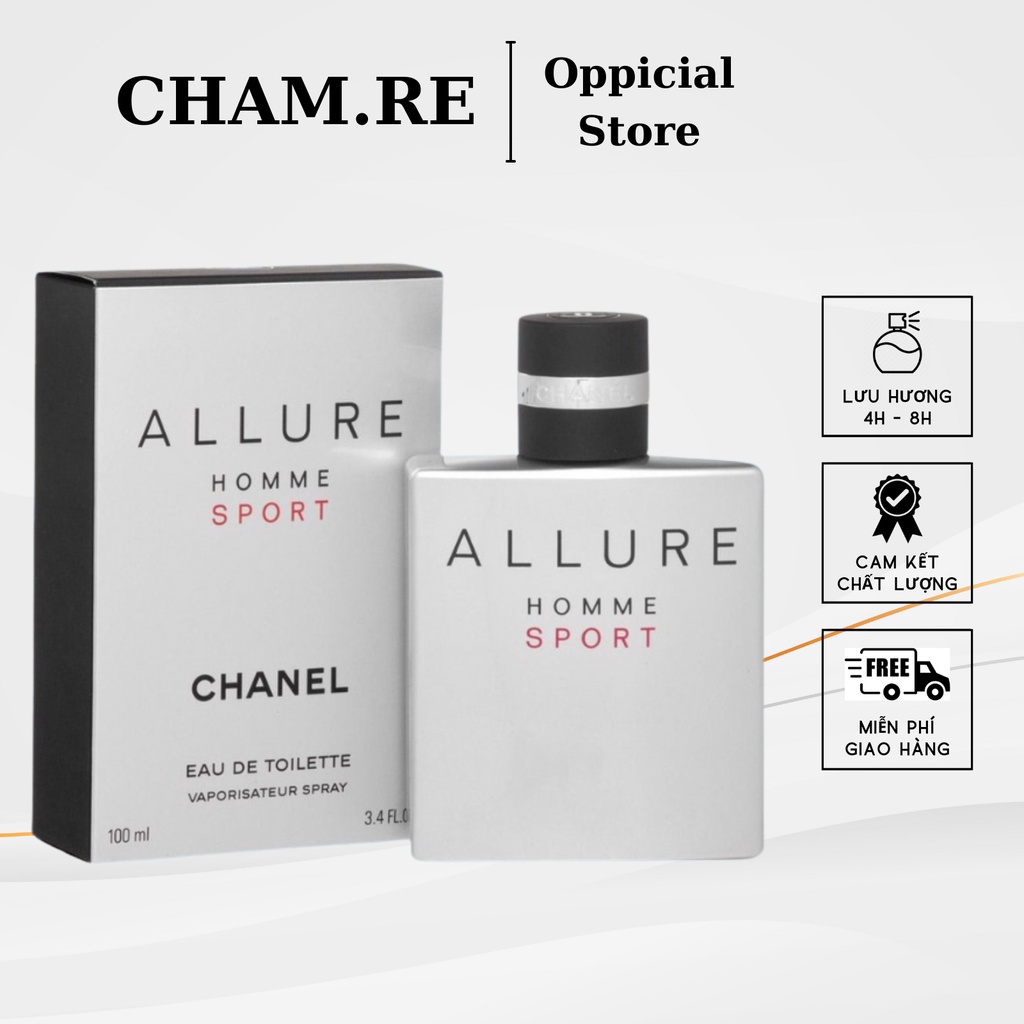 CHAM.RE
Oppicial
Store
ALLURE
HOMME
SPORT
CHANEL
EAU DE TOILETTE
VAPORISATEUR SPRAY
100 ml
3.4 FL.O
CHANEL
ALLURE
HOMME
SPORT
LƯU HƯƠNG
4H - 8H
CAM KẾT
CHẤT LƯỢNG
FREE
MIỄN PHÍ
GIAO HÀNG